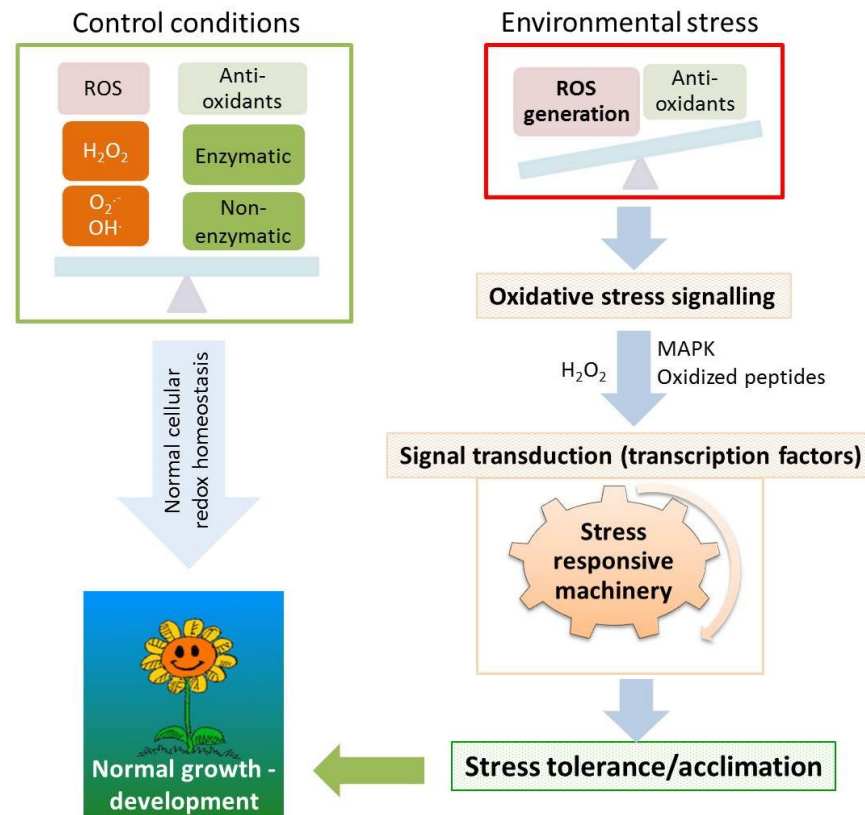 Control conditions
ROS
Anti-
oxidants
H₂O₂
Enzymatic
O₂·⁻
OH·
Non-
enzymatic
Normal cellular
redox homeostasis
Normal growth -
development
Environmental stress
ROS
generation
Anti-
oxidants
Oxidative stress signalling
H₂O₂
MAPK
Oxidized peptides
Signal transduction (transcription factors)
Stress
responsive
machinery
Stress tolerance/acclimation